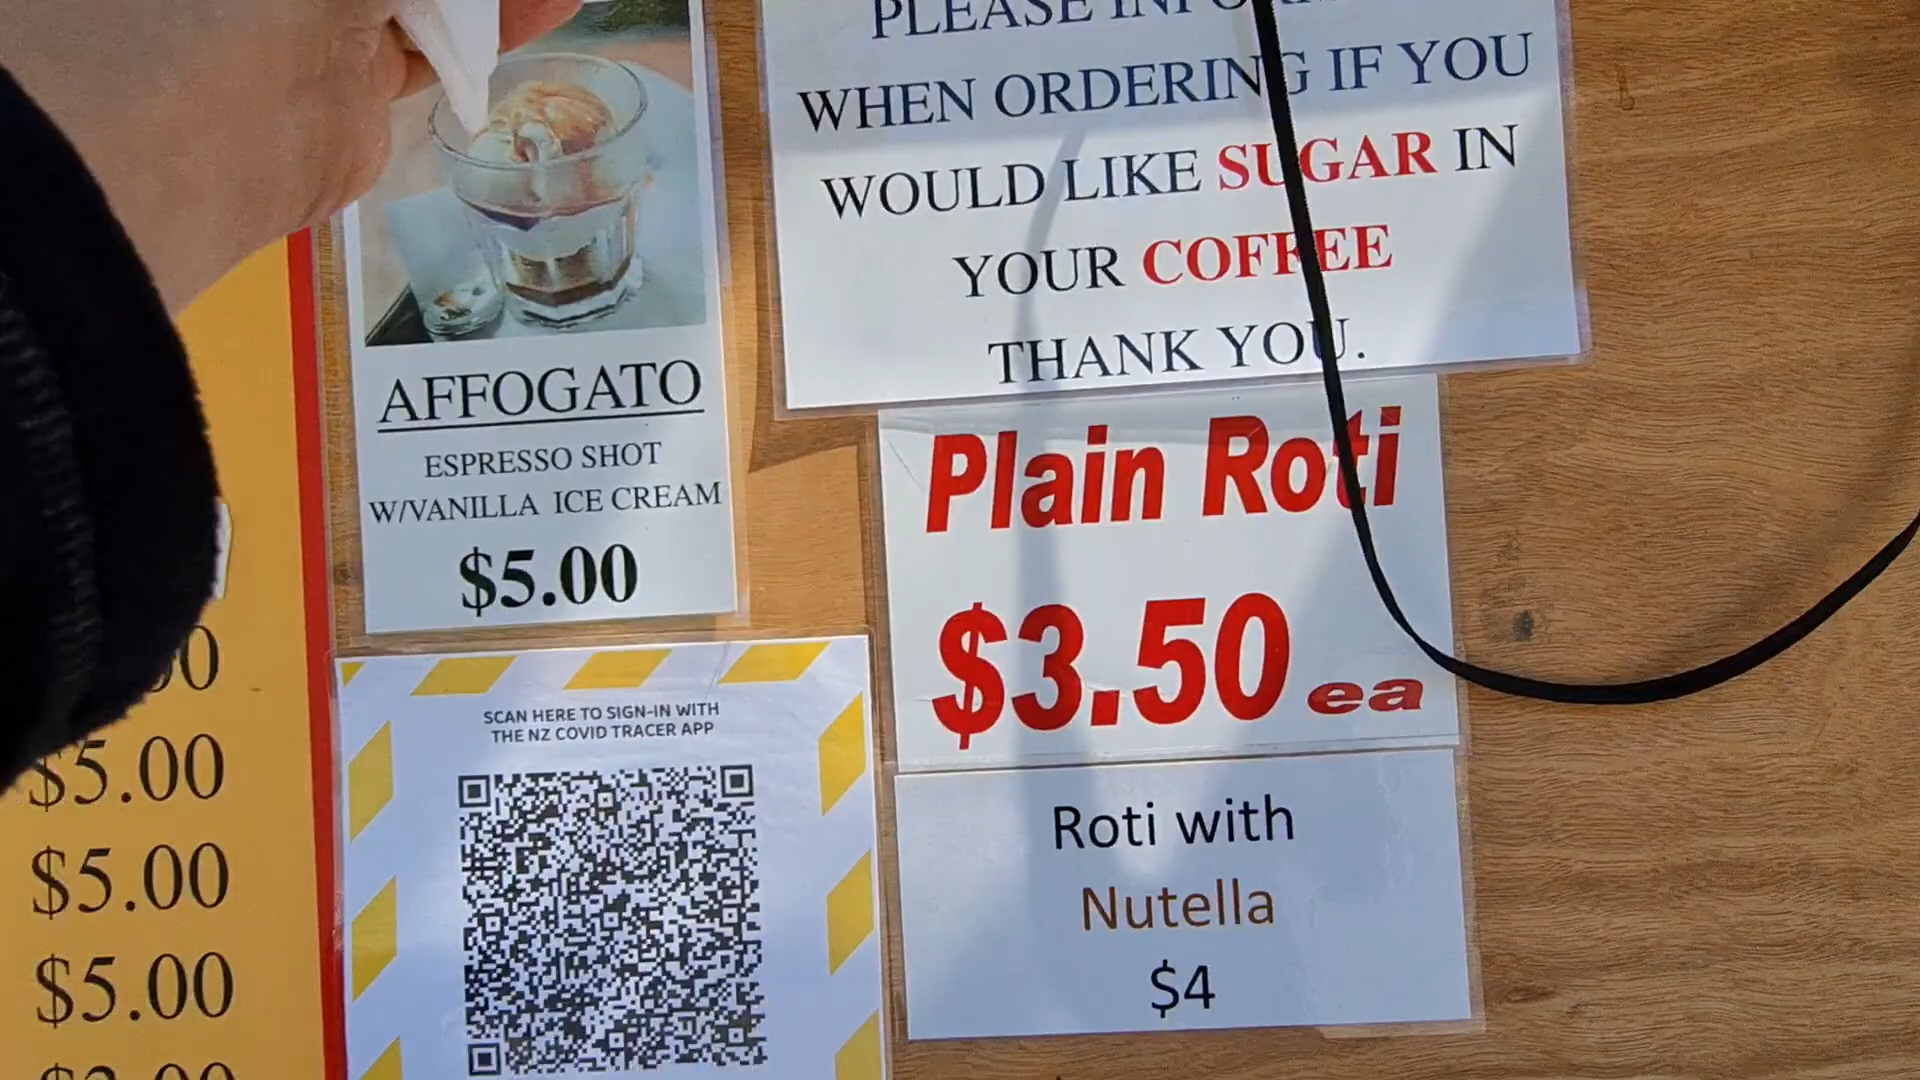 PLEASE
WHEN ORDERING IF YOU
WOULD LIKE SUGAR IN
YOUR COFFEE
THANK YOU.
AFFOGATO
ESPRESSO SHOT
W/VANILLA ICE CREAM
$5.00
Plain Roti
$3.50 ea
Roti with
Nutella
$4
SCAN HERE TO SIGN-IN WITH
THE NZ COVID TRACER APP
$5.00
$5.00
$5.00